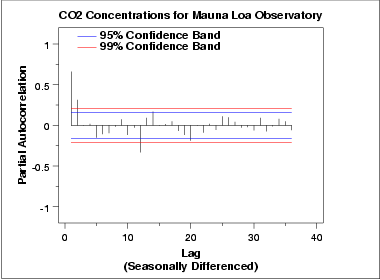 CO2 Concentrations for Mauna Loa Observatory
95% Confidence Band
99% Confidence Band
1
0.5
0
-0.5
-1
Partial Autocorrelation
0 10 20 30 40
Lag
(Seasonally Differenced)